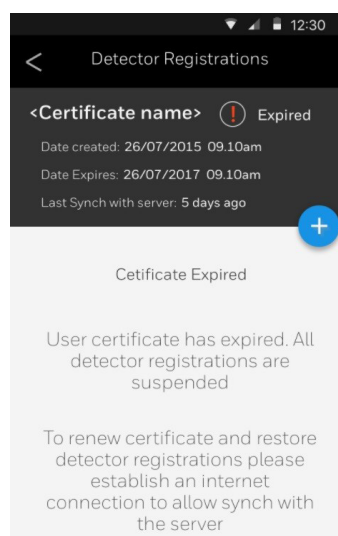 12:30
< Detector Registrations
<Certificate name> ! Expired
Date created: 26/07/2015 09.10am
Date Expires: 26/07/2017 09.10am
Last Synch with server: 5 days ago
+
Cetificate Expired
User certificate has expired. All
detector registrations are
suspended
To renew certificate and restore
detector registrations please
establish an internet
connection to allow synch with
the server